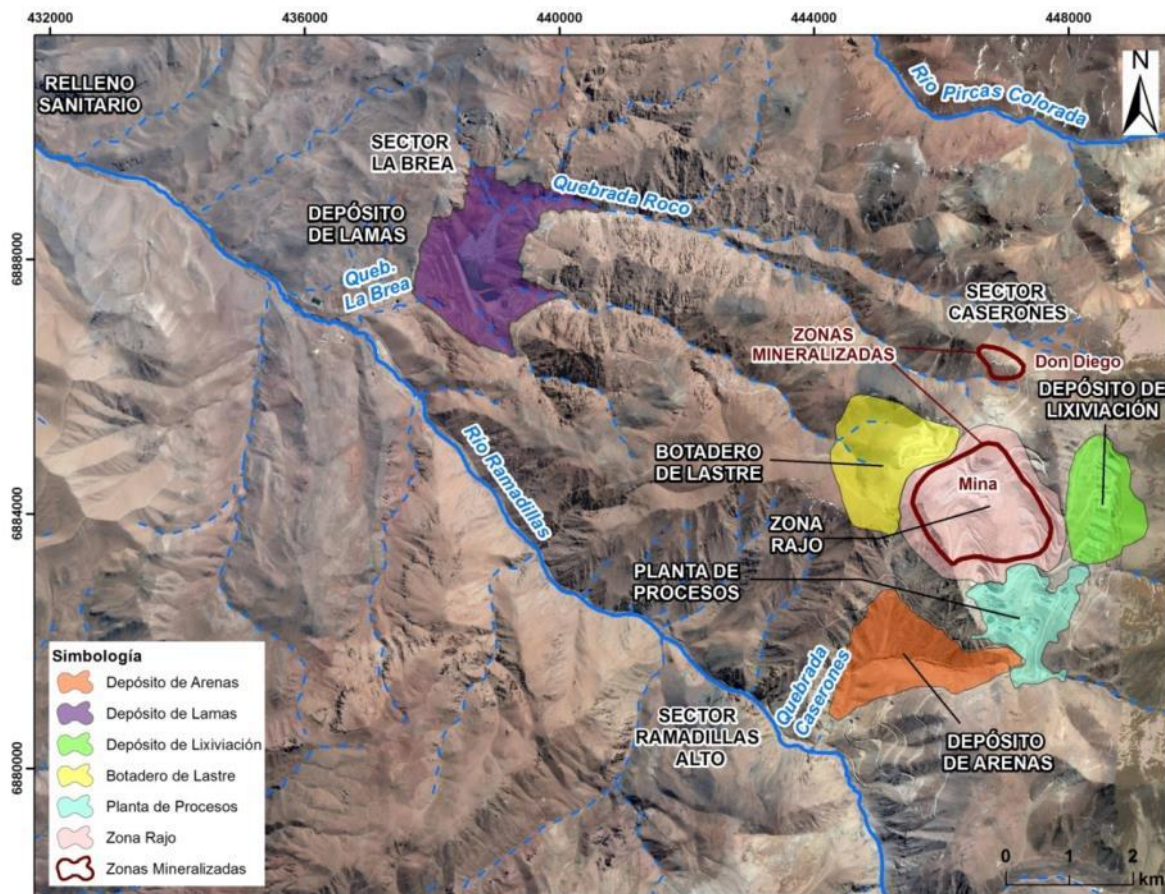 432000
436000
440000
444000
448000
N
RELLENO
SANITARIO
Río Pircas Colorada
SECTOR
LA BREA
Quebrada Roco
DEPÓSITO
DE LAMAS
6888000
Queb.
La Brea
SECTOR
CASERONES
ZONAS
MINERALIZADAS
Don Diego
DEPÓSITO DE
LIXIVIACIÓN
BOTADERO
DE LASTRE
Mina
Río Ramadillas
6884000
ZONA
RAJO
PLANTA DE
PROCESOS
Quebrada
Caserones
SECTOR
RAMADILLAS
ALTO
DEPÓSITO
DE ARENAS
6880000
Simbología
Depósito de Arenas
Depósito de Lamas
Depósito de Lixiviación
Botadero de Lastre
Planta de Procesos
Zona Rajo
Zonas Mineralizadas
0 1 2
km